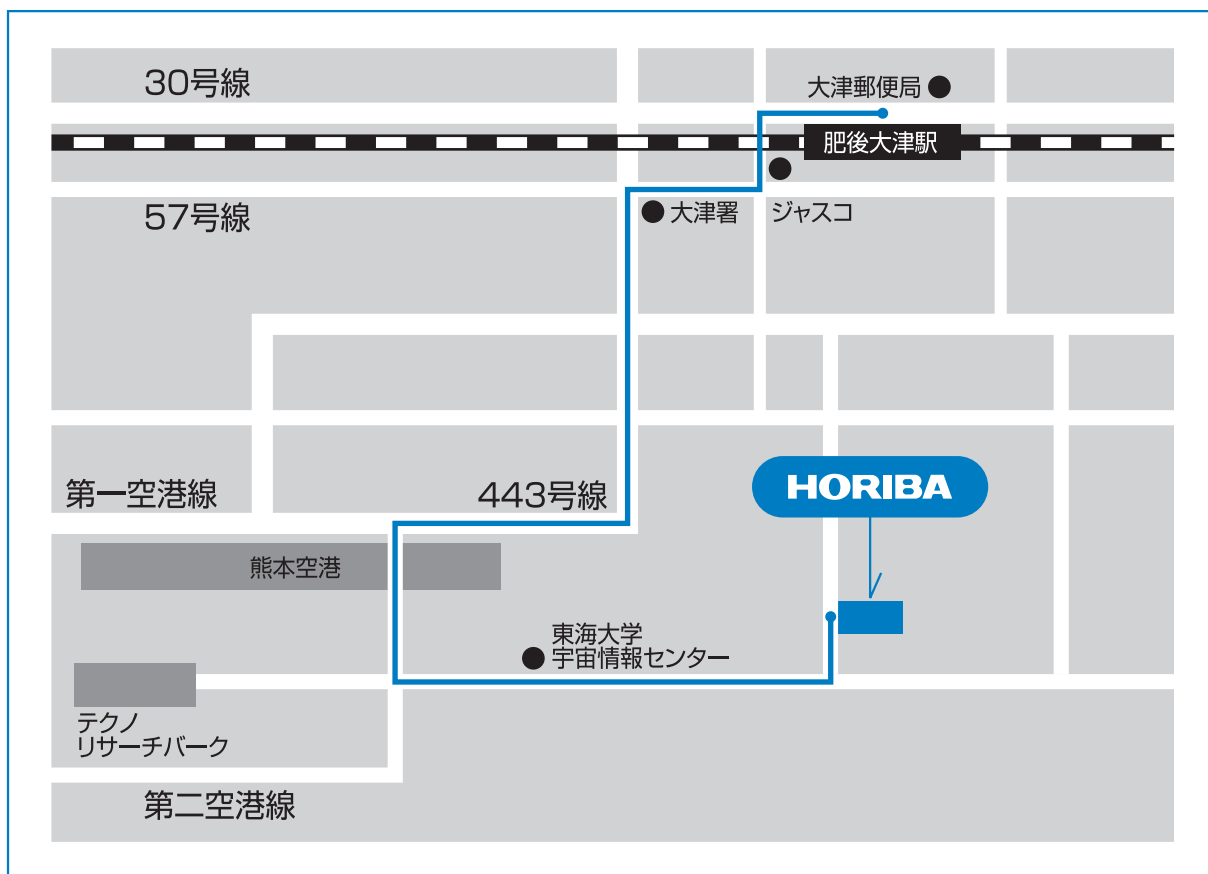 30号線
大津郵便局
肥後大津駅
57号線
大津署
ジャスコ
第一空港線
443号線
HORIBA
熊本空港
東海大学
宇宙情報センター
テクノ
リサーチパーク
第二空港線